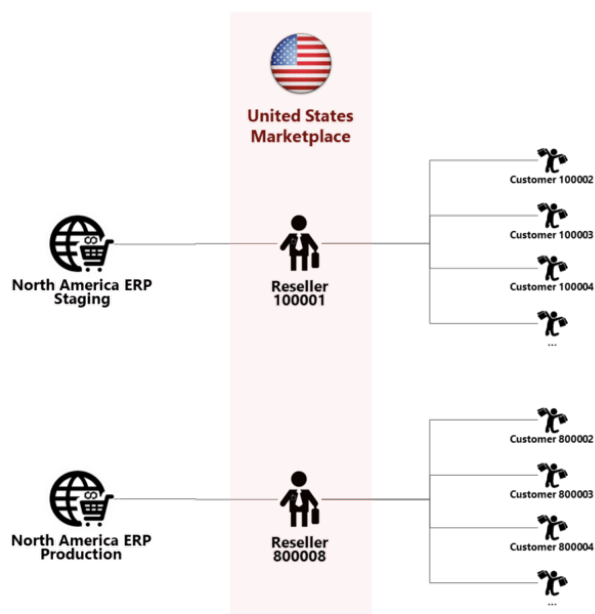 United States
Marketplace
Customer 100002
Customer 100003
North America ERP
Staging
Reseller
100001
Customer 100004
...
Customer 800002
Customer 800003
North America ERP
Production
Reseller
800008
Customer 800004
...